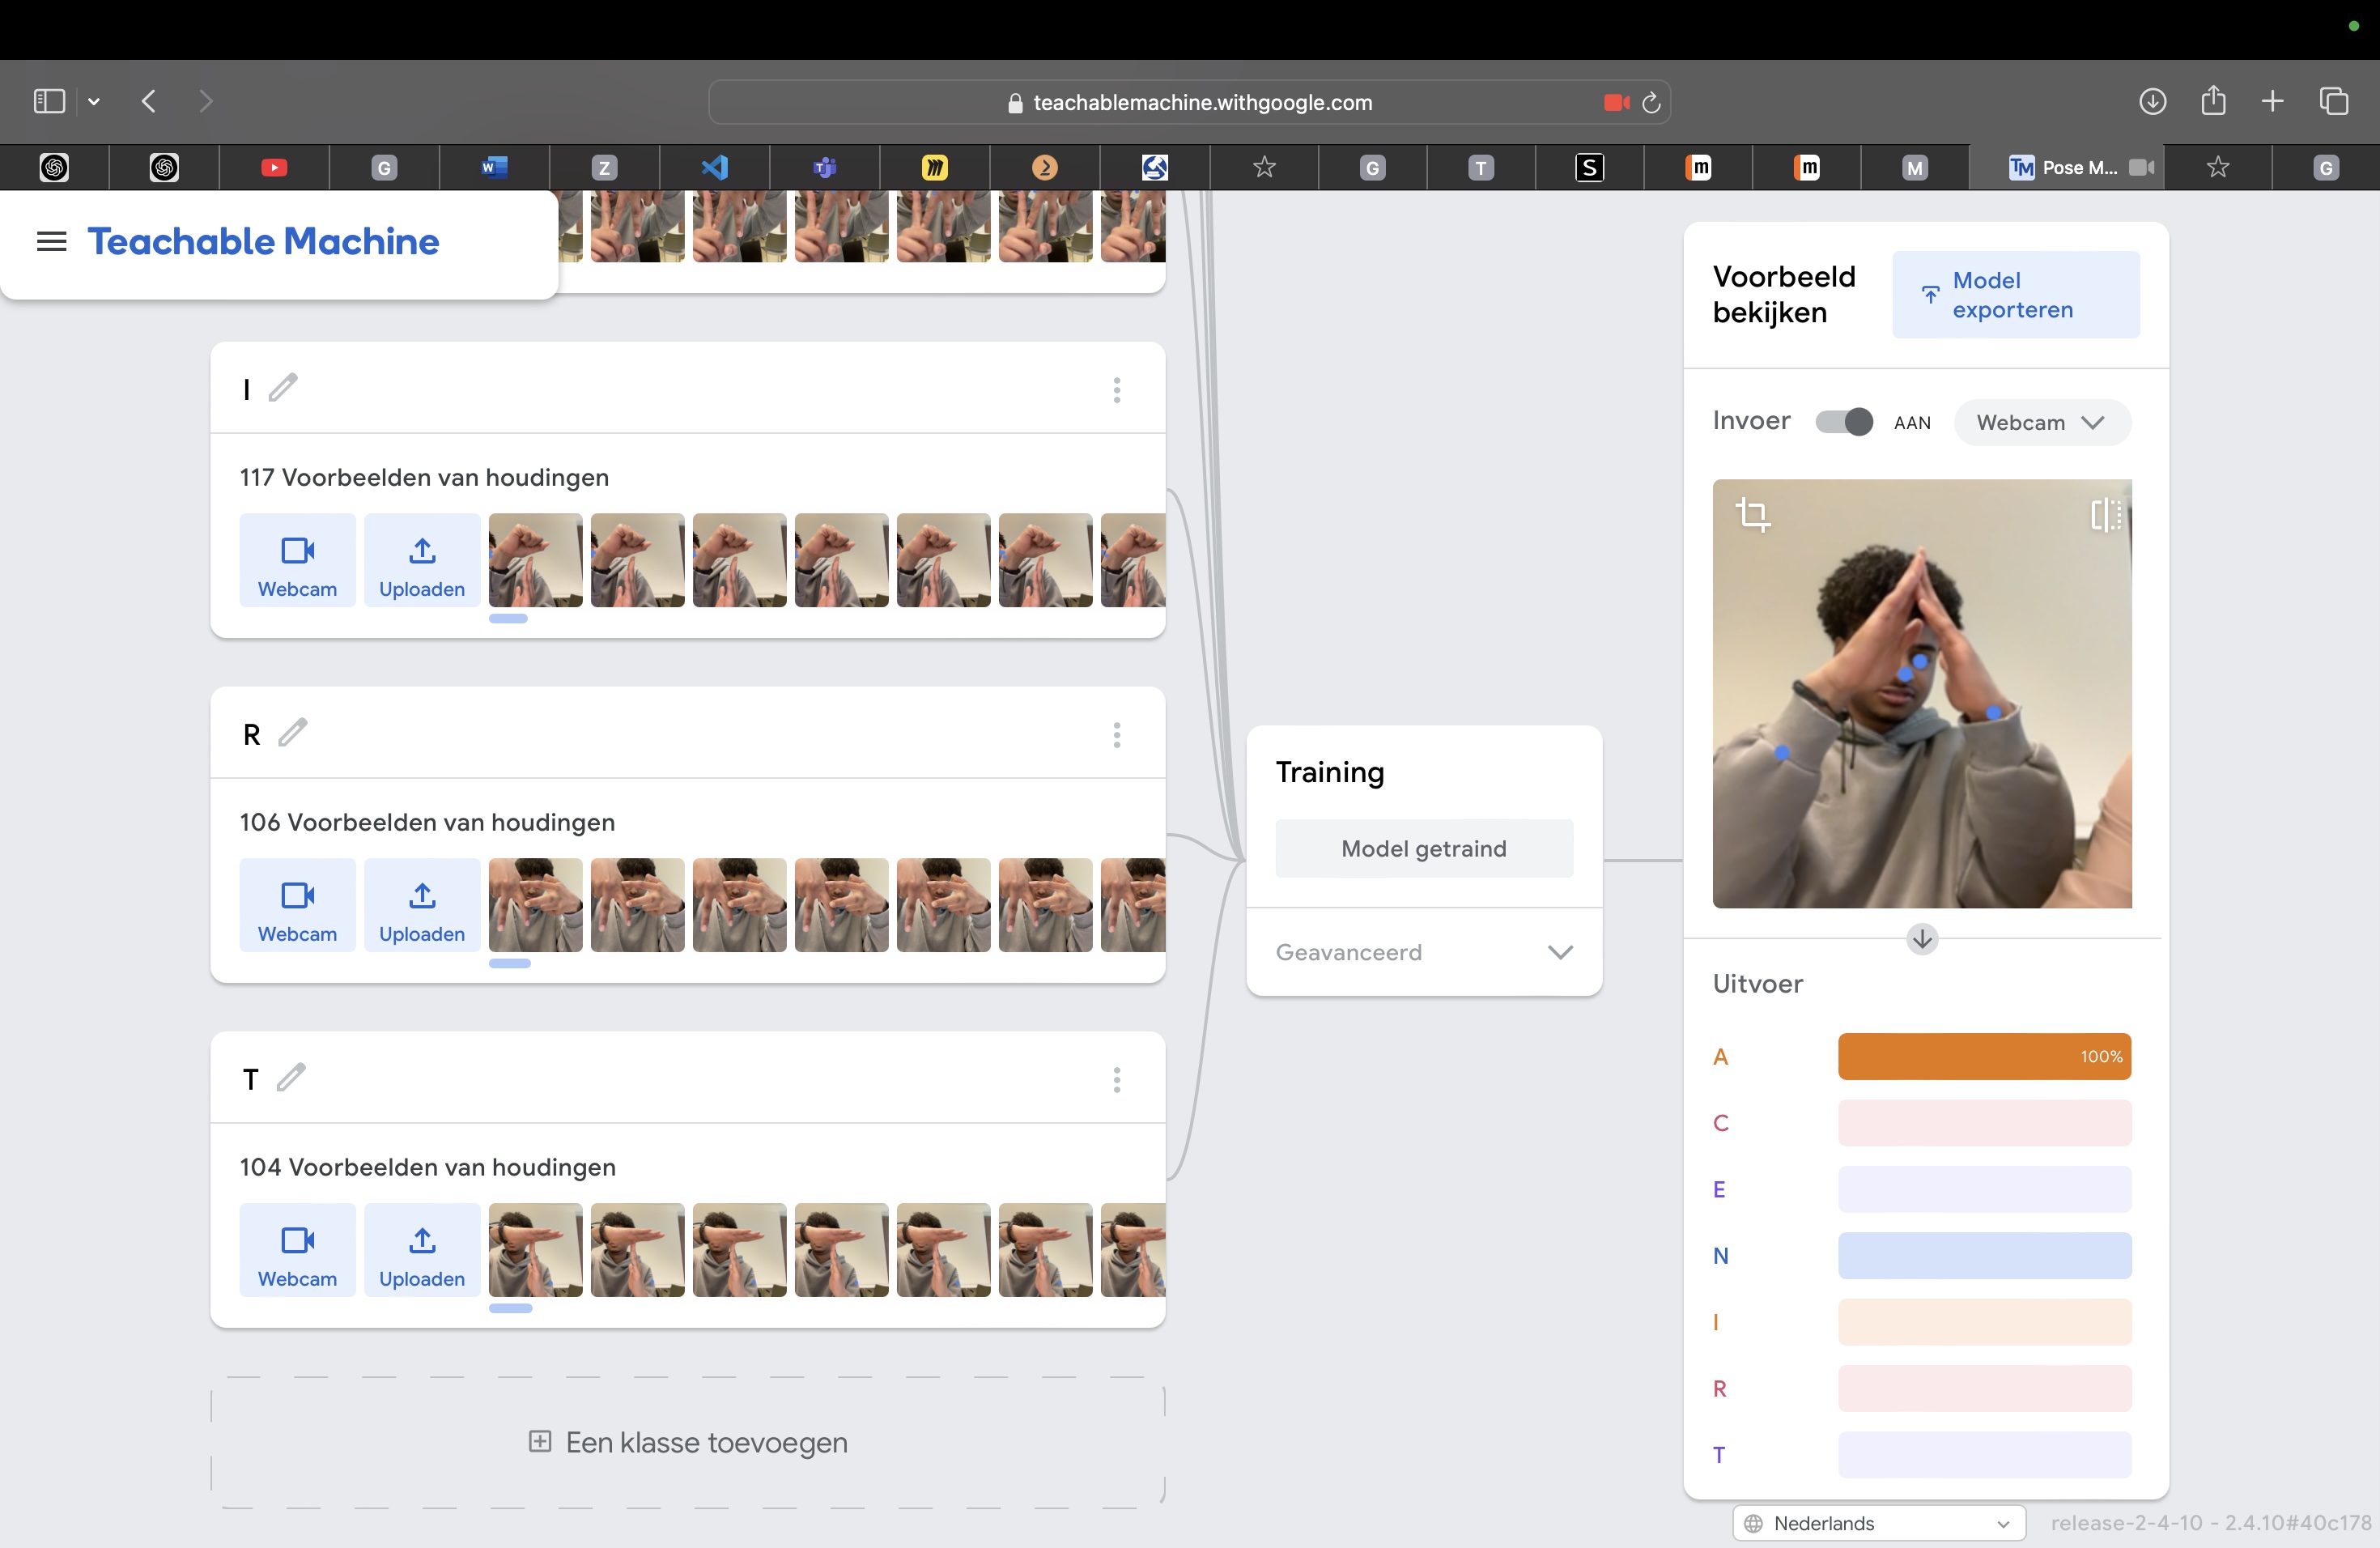 teachablemachine.withgoogle.com
G
W
Z
T
G
T
S
m
m
M
TM Pose M...
G
Teachable Machine
I
117 Voorbeelden van houdingen
Webcam
Uploaden
R
106 Voorbeelden van houdingen
Webcam
Uploaden
T
104 Voorbeelden van houdingen
Webcam
Uploaden
Een klasse toevoegen
Training
Model getraind
Geavanceerd
Voorbeeld
bekijken
Model
exporteren
Invoer
AAN
Webcam
Uitvoer
A
100%
C
E
N
I
R
T
Nederlands
release-2-4-10 - 2.4.10#40c178